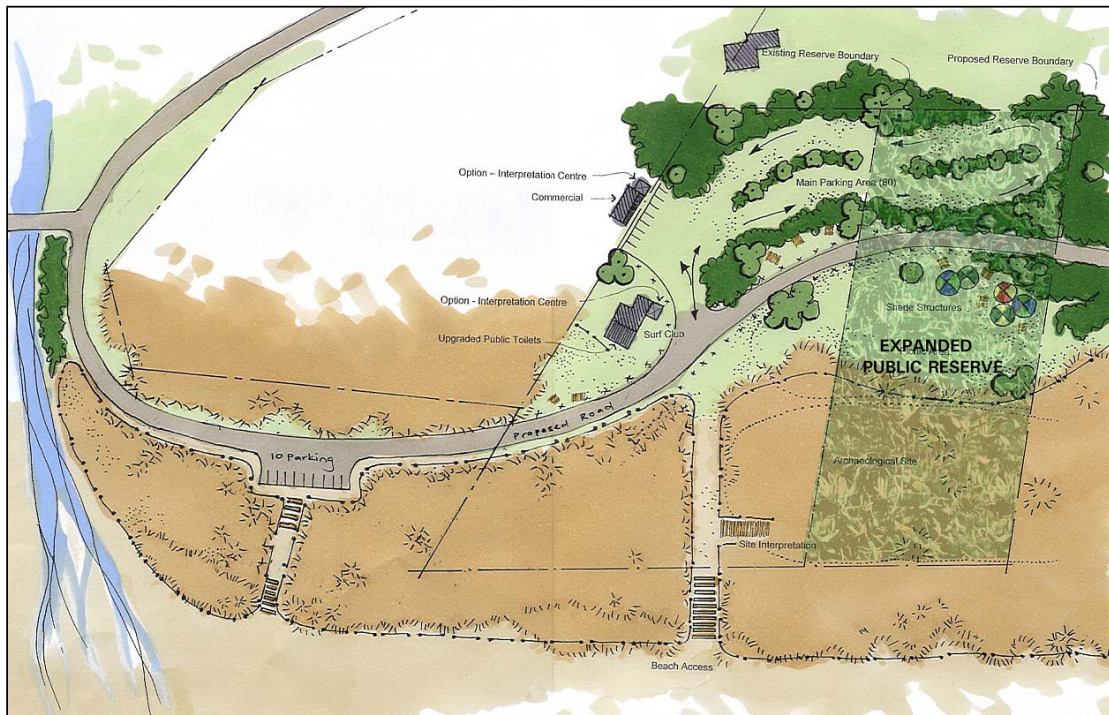 Existing Reserve Boundary
Proposed Reserve Boundary
Option – Interpretation Centre
Commercial
Main Parking Area (80)
Option - Interpretation Centre
Upgraded Public Toilets
Surf Club
Shade Structures
EXPANDED
PUBLIC RESERVE
Proposed Road
10 Parking
Archaeological Site
Site Interpretation
Beach Access